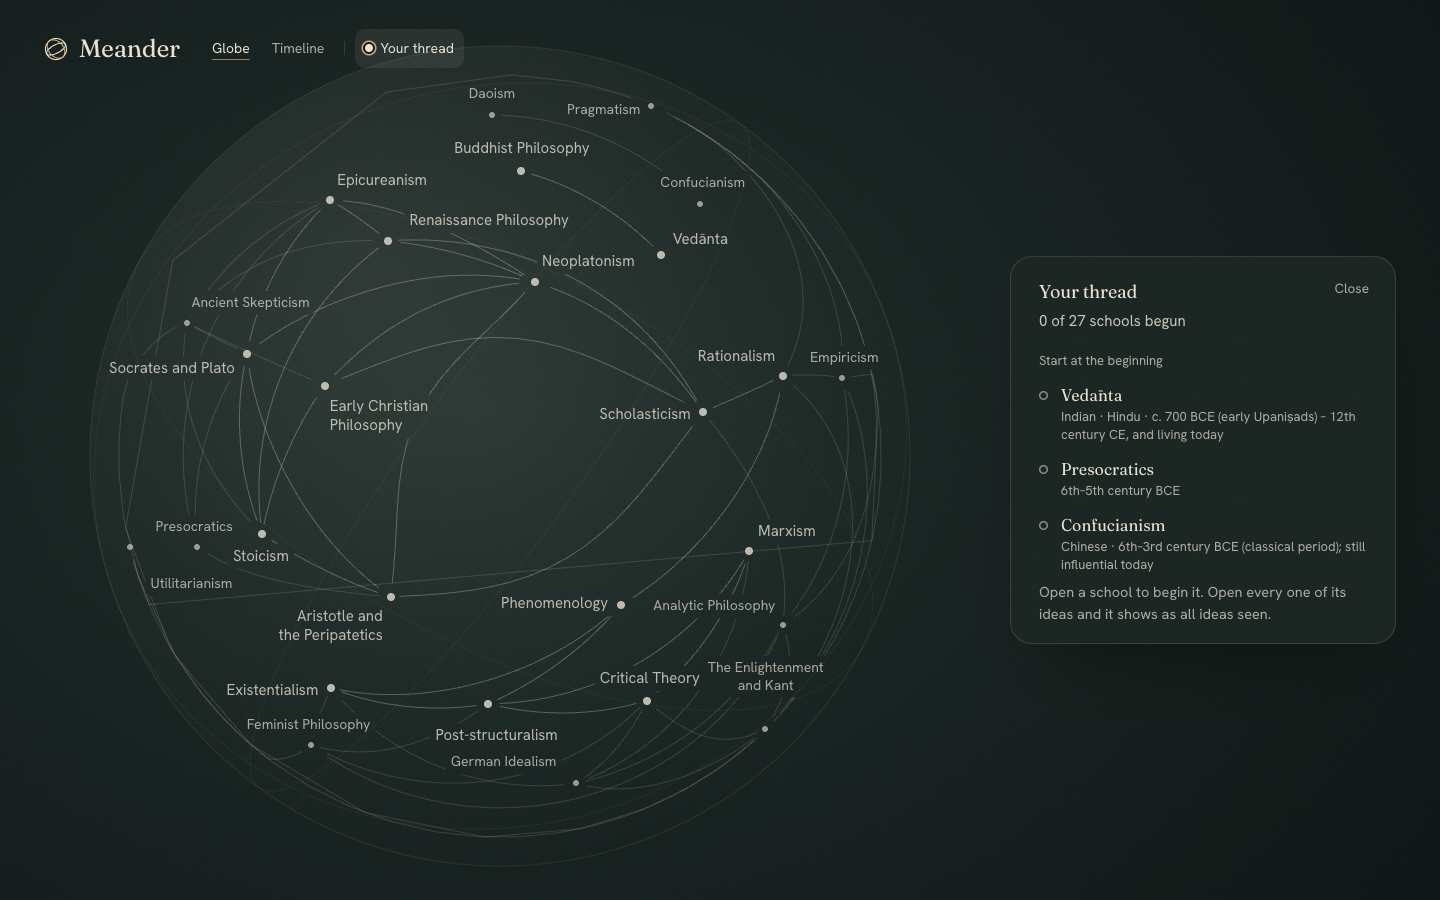 Meander
Globe
Timeline
Your thread
Daoism
Pragmatism
Buddhist Philosophy
Epicureanism
Confucianism
Renaissance Philosophy
Vedānta
Neoplatonism
Ancient Skepticism
Rationalism
Empiricism
Socrates and Plato
Early Christian
Philosophy
Scholasticism
Presocratics
Marxism
Stoicism
Utilitarianism
Phenomenology
Analytic Philosophy
Aristotle and
the Peripatetics
The Enlightenment
and Kant
Critical Theory
Existentialism
Feminist Philosophy
Post-structuralism
German Idealism
Your thread
Close
0 of 27 schools begun
Start at the beginning
Vedānta
Indian · Hindu · c. 700 BCE (early Upaniṣads) – 12th
century CE, and living today
Presocratics
6th–5th century BCE
Confucianism
Chinese · 6th–3rd century BCE (classical period); still
influential today
Open a school to begin it. Open every one of its
ideas and it shows as all ideas seen.